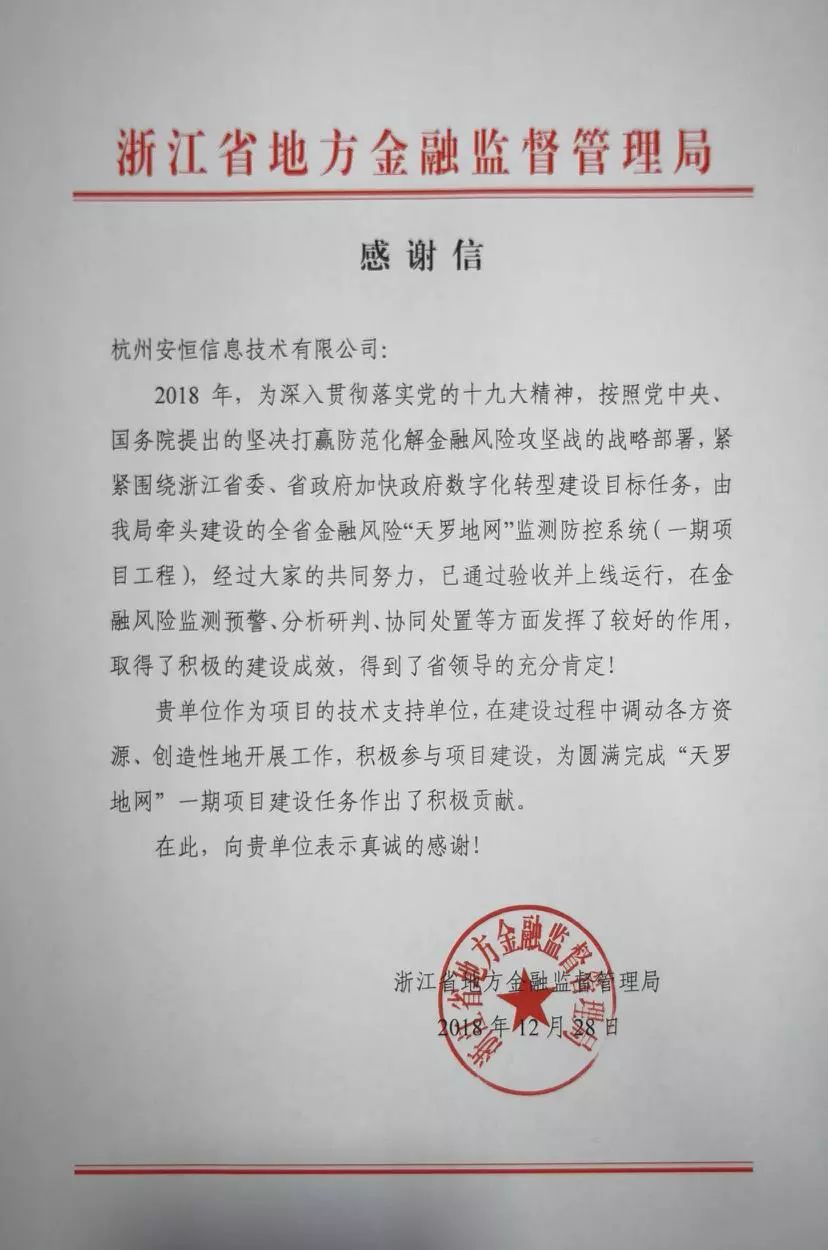 浙江省地方金融监督管理局
感谢信
杭州安恒信息技术有限公司:
2018 年，为深入贯彻落实党的十九大精神，按照党中央、
国务院提出的坚决打赢防范化解金融风险攻坚战的战略部署，紧
紧围绕浙江省委、省政府加快政府数字化转型建设目标任务，由
我局牵头建设的全省金融风险“天罗地网”监测防控系统(一期项
目工程)，经过大家的共同努力，已通过验收并上线运行，在金
融风险监测预警、分析研判、协同处置等方面发挥了较好的作用，
取得了积极的建设成效，得到了省领导的充分肯定！
贵单位作为项目的技术支持单位，在建设过程中调动各方资
源、创造性地开展工作，积极参与项目建设，为圆满完成“天罗
地网”一期项目建设任务作出了积极贡献。
在此，向贵单位表示真诚的感谢！
浙江省地方金融监督管理局
浙江省地方金融监督管理局
2018 年 12 月 28 日